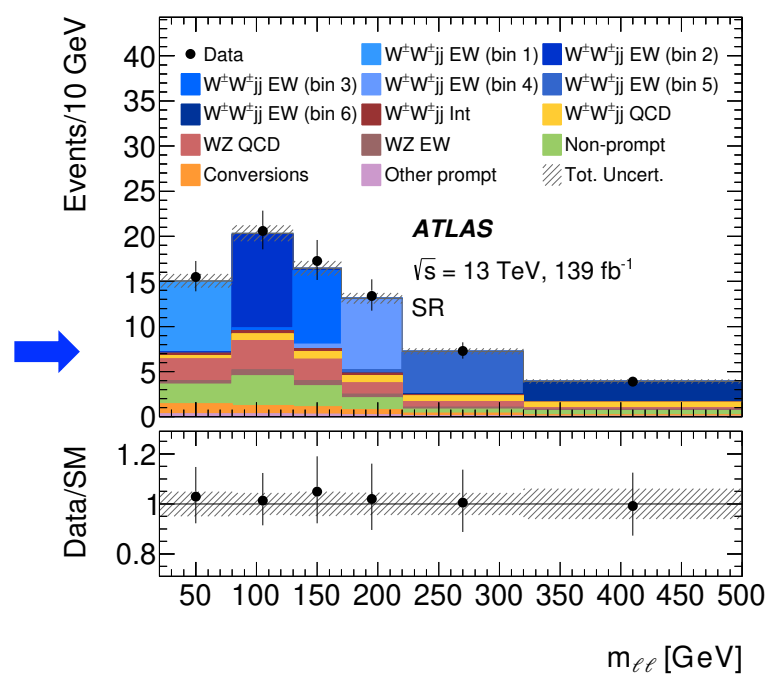 Events/10 GeV
40
35
30
25
20
15
10
5
0
Data
W±W±jj EW (bin 1)
W±W±jj EW (bin 2)
W±W±jj EW (bin 3)
W±W±jj EW (bin 4)
W±W±jj EW (bin 5)
W±W±jj EW (bin 6)
W±W±jj Int
W±W±jj QCD
WZ QCD
WZ EW
Non-prompt
Conversions
Other prompt
Tot. Uncert.
ATLAS
√s = 13 TeV, 139 fb⁻¹
SR
Data/SM
1.2
1
0.8
50 100 150 200 250 300 350 400 450 500
mℓℓ [GeV]